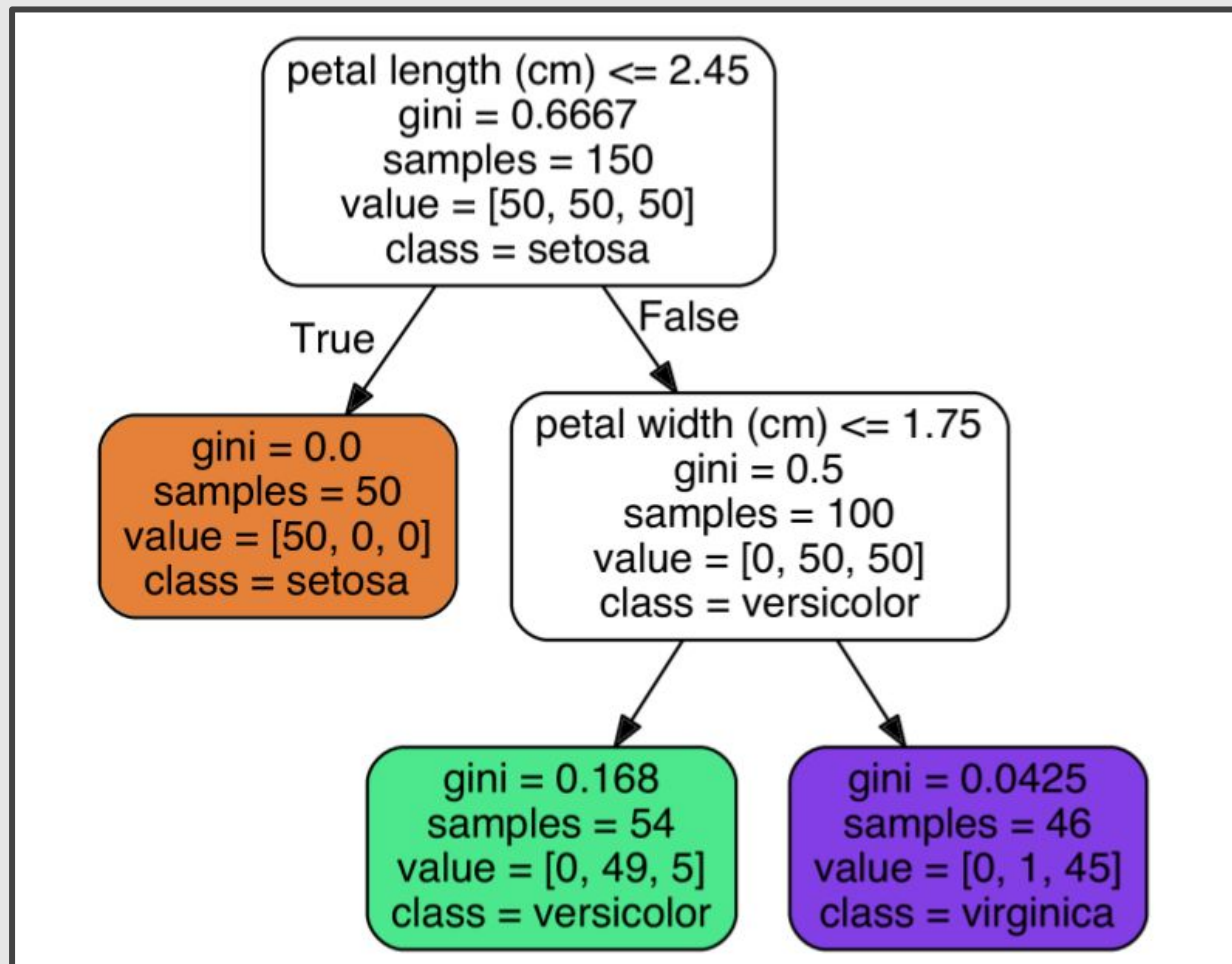 petal length (cm) <= 2.45
gini = 0.6667
samples = 150
value = [50, 50, 50]
class = setosa
True
False
gini = 0.0
samples = 50
value = [50, 0, 0]
class = setosa
petal width (cm) <= 1.75
gini = 0.5
samples = 100
value = [0, 50, 50]
class = versicolor
gini = 0.168
samples = 54
value = [0, 49, 5]
class = versicolor
gini = 0.0425
samples = 46
value = [0, 1, 45]
class = virginica